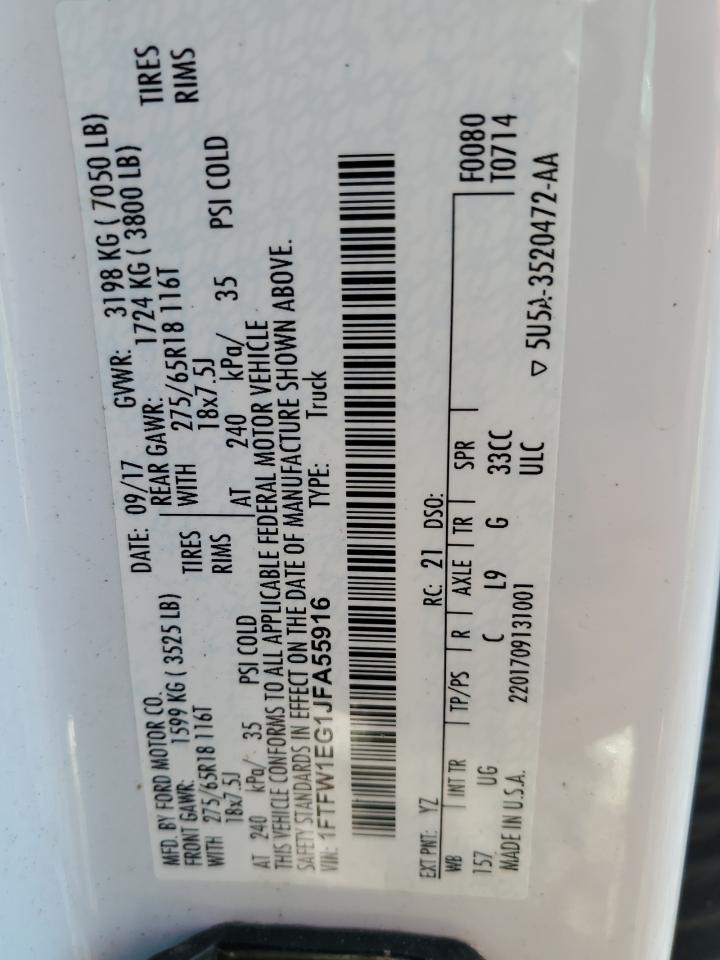 MFD. BY FORD MOTOR CO.
DATE: 09/17 GVWR: 3198 KG ( 7050 LB)
FRONT GAWR: 1599 KG ( 3525 LB)
REAR GAWR: 1724 KG ( 3800 LB)
WITH 275/65R18 116T TIRES
WITH 275/65R18 116T TIRES
18x7.5J RIMS
18x7.5J RIMS
AT 240 kPa/ 35 PSI COLD
AT 240 kPa/ 35 PSI COLD
THIS VEHICLE CONFORMS TO ALL APPLICABLE FEDERAL MOTOR VEHICLE
SAFETY STANDARDS IN EFFECT ON THE DATE OF MANUFACTURE SHOWN ABOVE.
VIN: 1FTFW1EG1JFA55916 TYPE: Truck
EXT PNT: YZ RC: 21 DSO:
WB INT TR TP/PS R AXLE TR SPR F0080
T0714
157 UG C L9 G 33CC
MADE IN U.S.A. 2201709131001 ULC
▽ 5U5A-3520472-AA